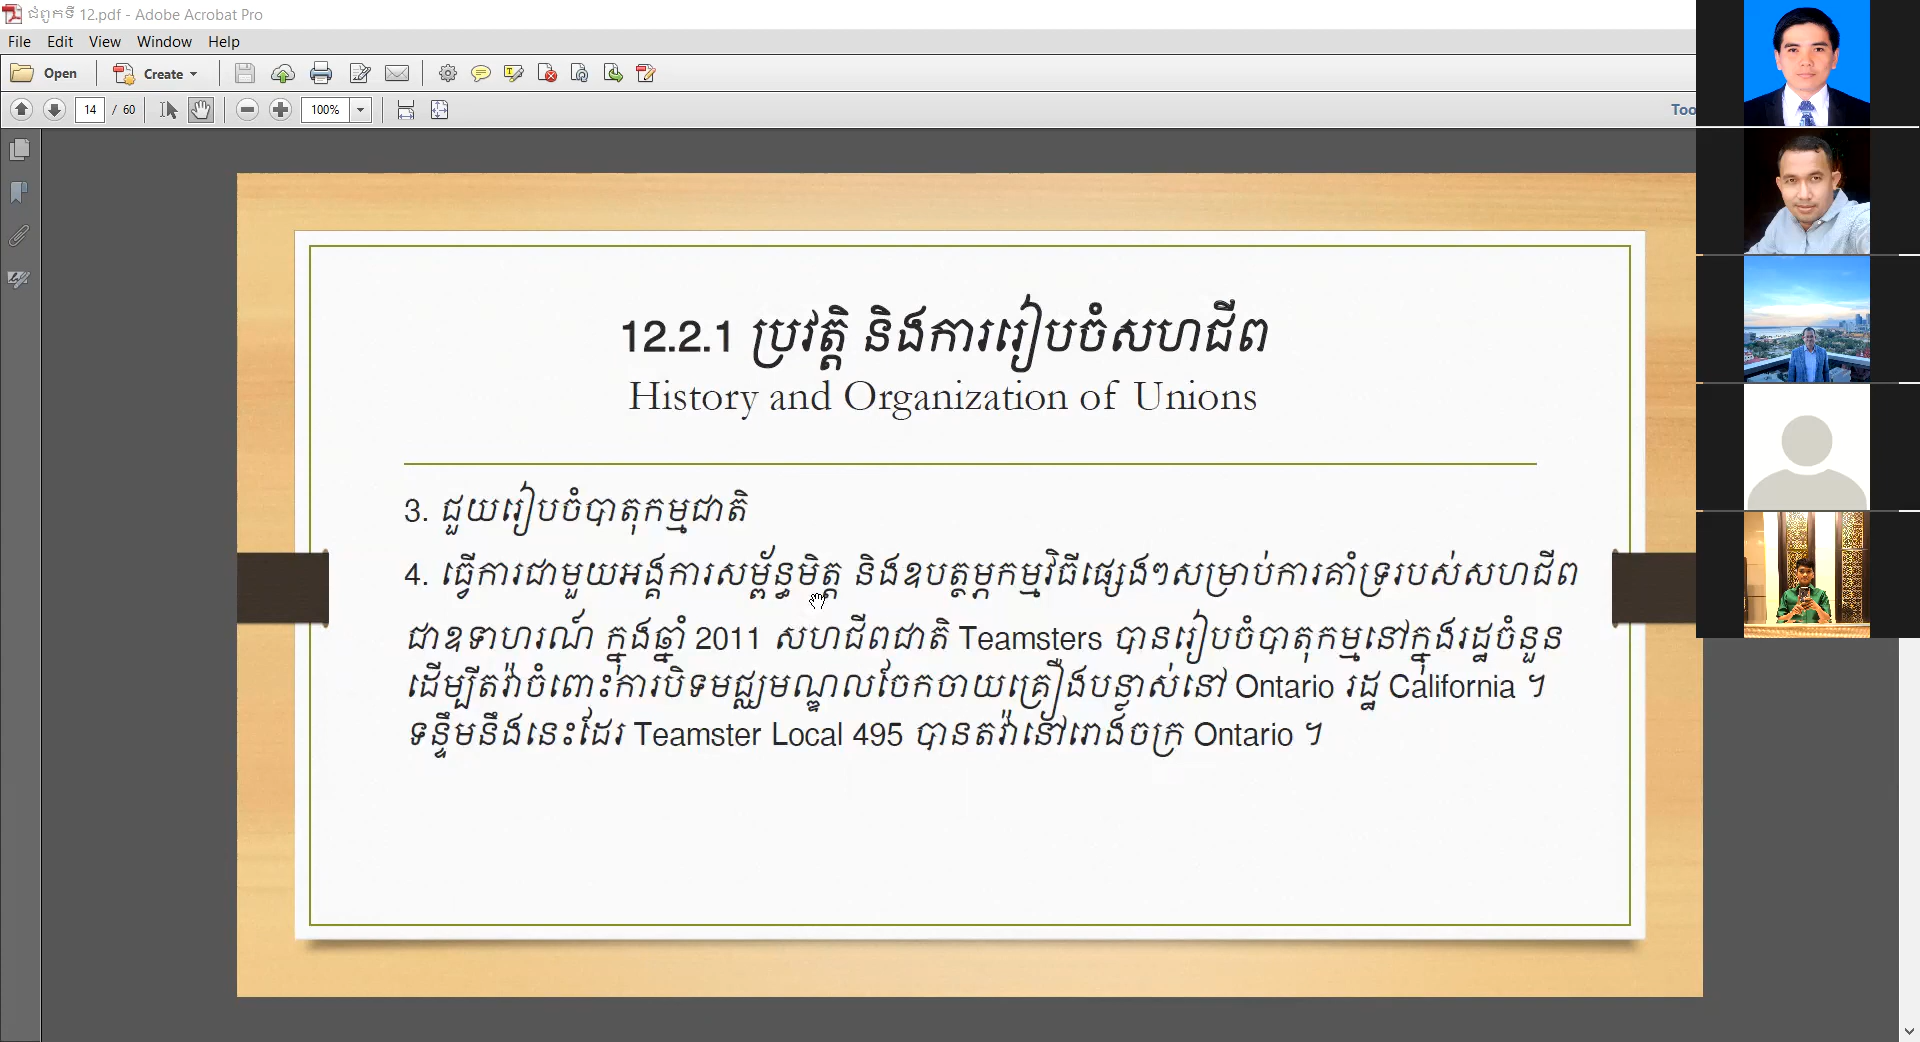 ជំពូកទី 12.pdf - Adobe Acrobat Pro
File Edit View Window Help
Open Create
14 / 60 100% Too
12.2.1 ប្រវត្តិ និងការរៀបចំសហជីព
History and Organization of Unions
3. ជួយរៀបចំបាតុកម្មជាតិ
4. ធ្វើការជាមួយអង្គការសម្ព័ន្ធមិត្ត និងឧបត្ថម្ភកម្មវិធីផ្សេងៗសម្រាប់ការគាំទ្ររបស់សហជីព
ជាឧទាហរណ៍ ក្នុងឆ្នាំ 2011 សហជីពជាតិ Teamsters បានរៀបចំបាតុកម្មនៅក្នុងរដ្ឋចំនួន
ដើម្បីតវ៉ាចំពោះការបិទមជ្ឈមណ្ឌលចែកចាយគ្រឿងបន្លាស់នៅ Ontario រដ្ឋ California ។
ទន្ទឹមនឹងនេះដែរ Teamster Local 495 បានតវ៉ានៅរោងចក្រ Ontario ។